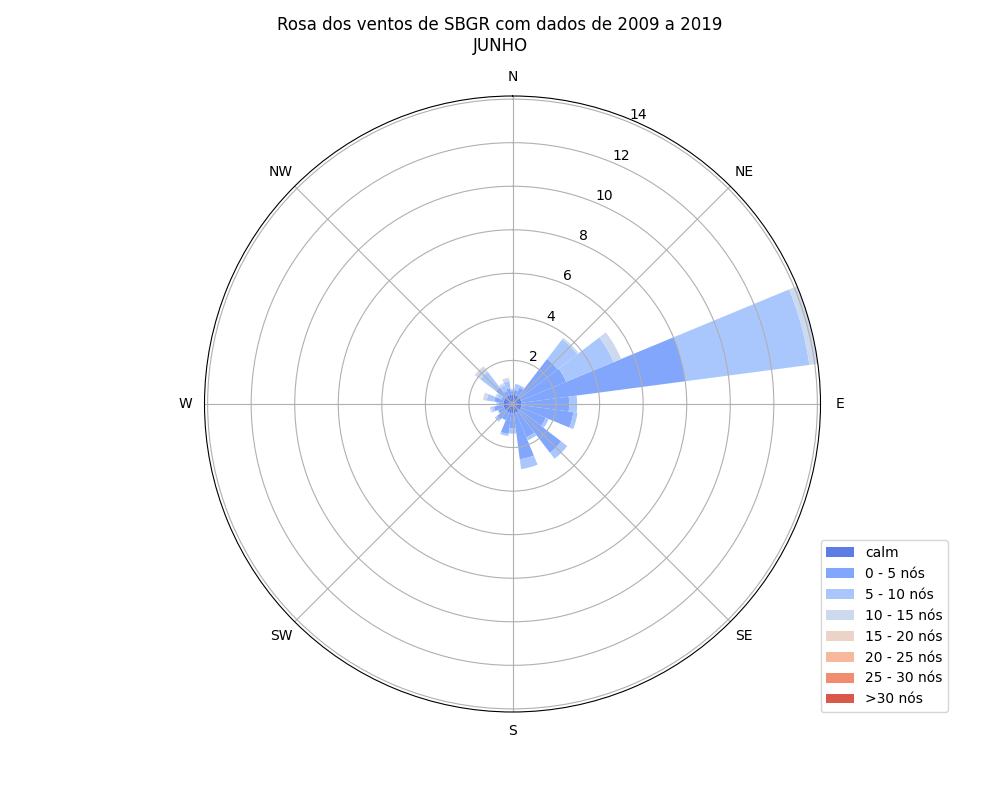 Rosa dos ventos de SBGR com dados de 2009 a 2019
JUNHO
N
14
12
NW
NE
10
8
6
4
2
W
E
calm
0 - 5 nós
5 - 10 nós
10 - 15 nós
SW
SE
15 - 20 nós
20 - 25 nós
25 - 30 nós
>30 nós
S